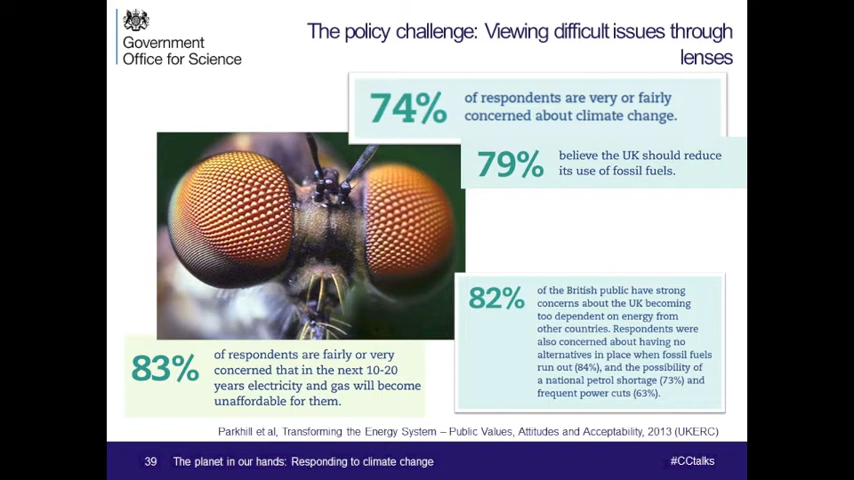 Government
Office for Science
The policy challenge: Viewing difficult issues through
lenses
74%
of respondents are very or fairly
concerned about climate change.
79%
believe the UK should reduce
its use of fossil fuels.
82%
of the British public have strong
concerns about the UK becoming
too dependent on energy from
other countries. Respondents were
also concerned about having no
alternatives in place when fossil fuels
run out (84%), and the possibility of
a national petrol shortage (73%) and
frequent power cuts (63%).
83%
of respondents are fairly or very
concerned that in the next 10-20
years electricity and gas will become
unaffordable for them.
Parkhill et al, Transforming the Energy System – Public Values, Attitudes and Acceptability, 2013 (UKERC)
39 The planet in our hands: Responding to climate change
#CCtalks